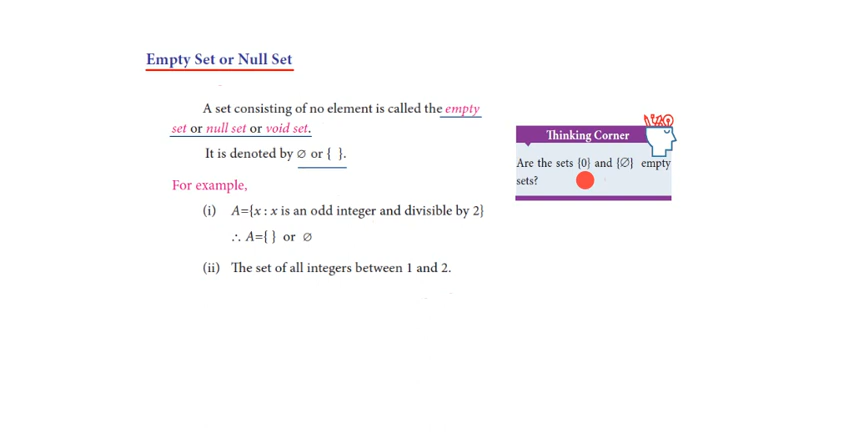 Empty Set or Null Set
A set consisting of no element is called the empty
set or null set or void set.
It is denoted by ∅ or { }.
For example,
(i) A={x : x is an odd integer and divisible by 2}
∴ A={ } or ∅
(ii) The set of all integers between 1 and 2.
Thinking Corner
Are the sets {0} and {∅} empty
sets?